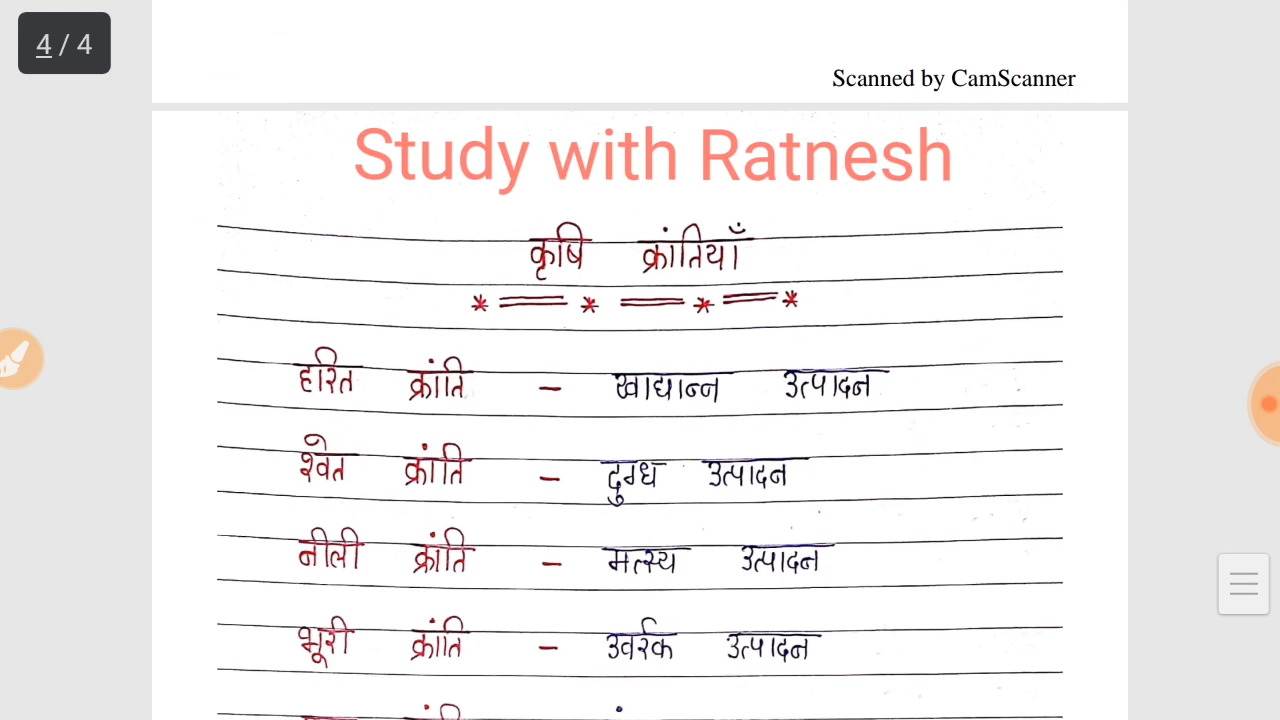 4 / 4
Scanned by CamScanner
Study with Ratnesh
कृषि क्रांतियाँ
* = * = * = *
हरित क्रांति - खाद्यान्न उत्पादन
श्वेत क्रांति - दुग्ध उत्पादन
नीली क्रांति - मत्स्य उत्पादन
भूरी क्रांति - उर्वरक उत्पादन